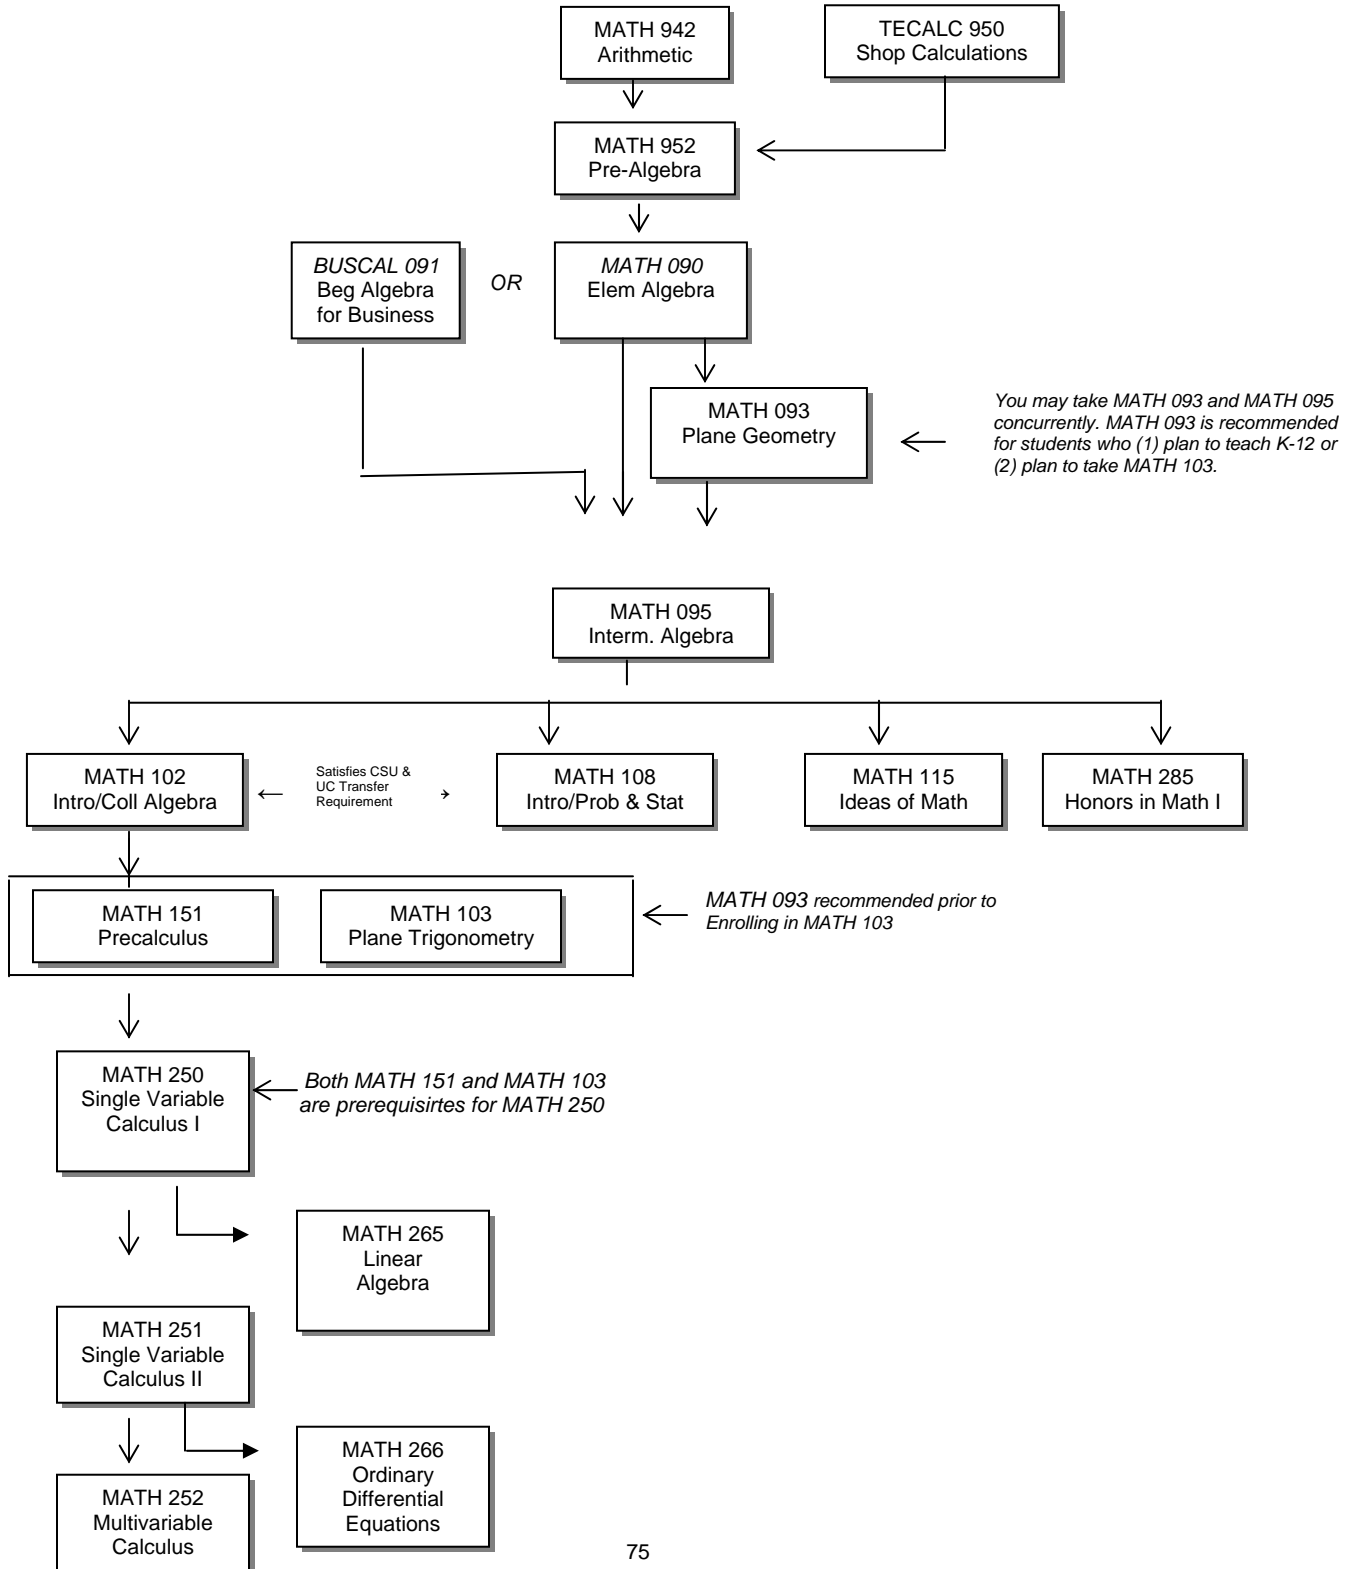 MATH 942
Arithmetic
TECALC 950
Shop Calculations
MATH 952
Pre-Algebra
BUSCAL 091
Beg Algebra
for Business
OR
MATH 090
Elem Algebra
MATH 093
Plane Geometry
You may take MATH 093 and MATH 095
concurrently. MATH 093 is recommended
for students who (1) plan to teach K-12 or
(2) plan to take MATH 103.
MATH 095
Interm. Algebra
MATH 102
Intro/Coll Algebra
Satisfies CSU &
UC Transfer
Requirement
MATH 108
Intro/Prob & Stat
MATH 115
Ideas of Math
MATH 285
Honors in Math I
MATH 151
Precalculus
MATH 103
Plane Trigonometry
MATH 093 recommended prior to
Enrolling in MATH 103
MATH 250
Single Variable
Calculus I
Both MATH 151 and MATH 103
are prerequisirtes for MATH 250
MATH 265
Linear
Algebra
MATH 251
Single Variable
Calculus II
MATH 266
Ordinary
Differential
Equations
MATH 252
Multivariable
Calculus
75